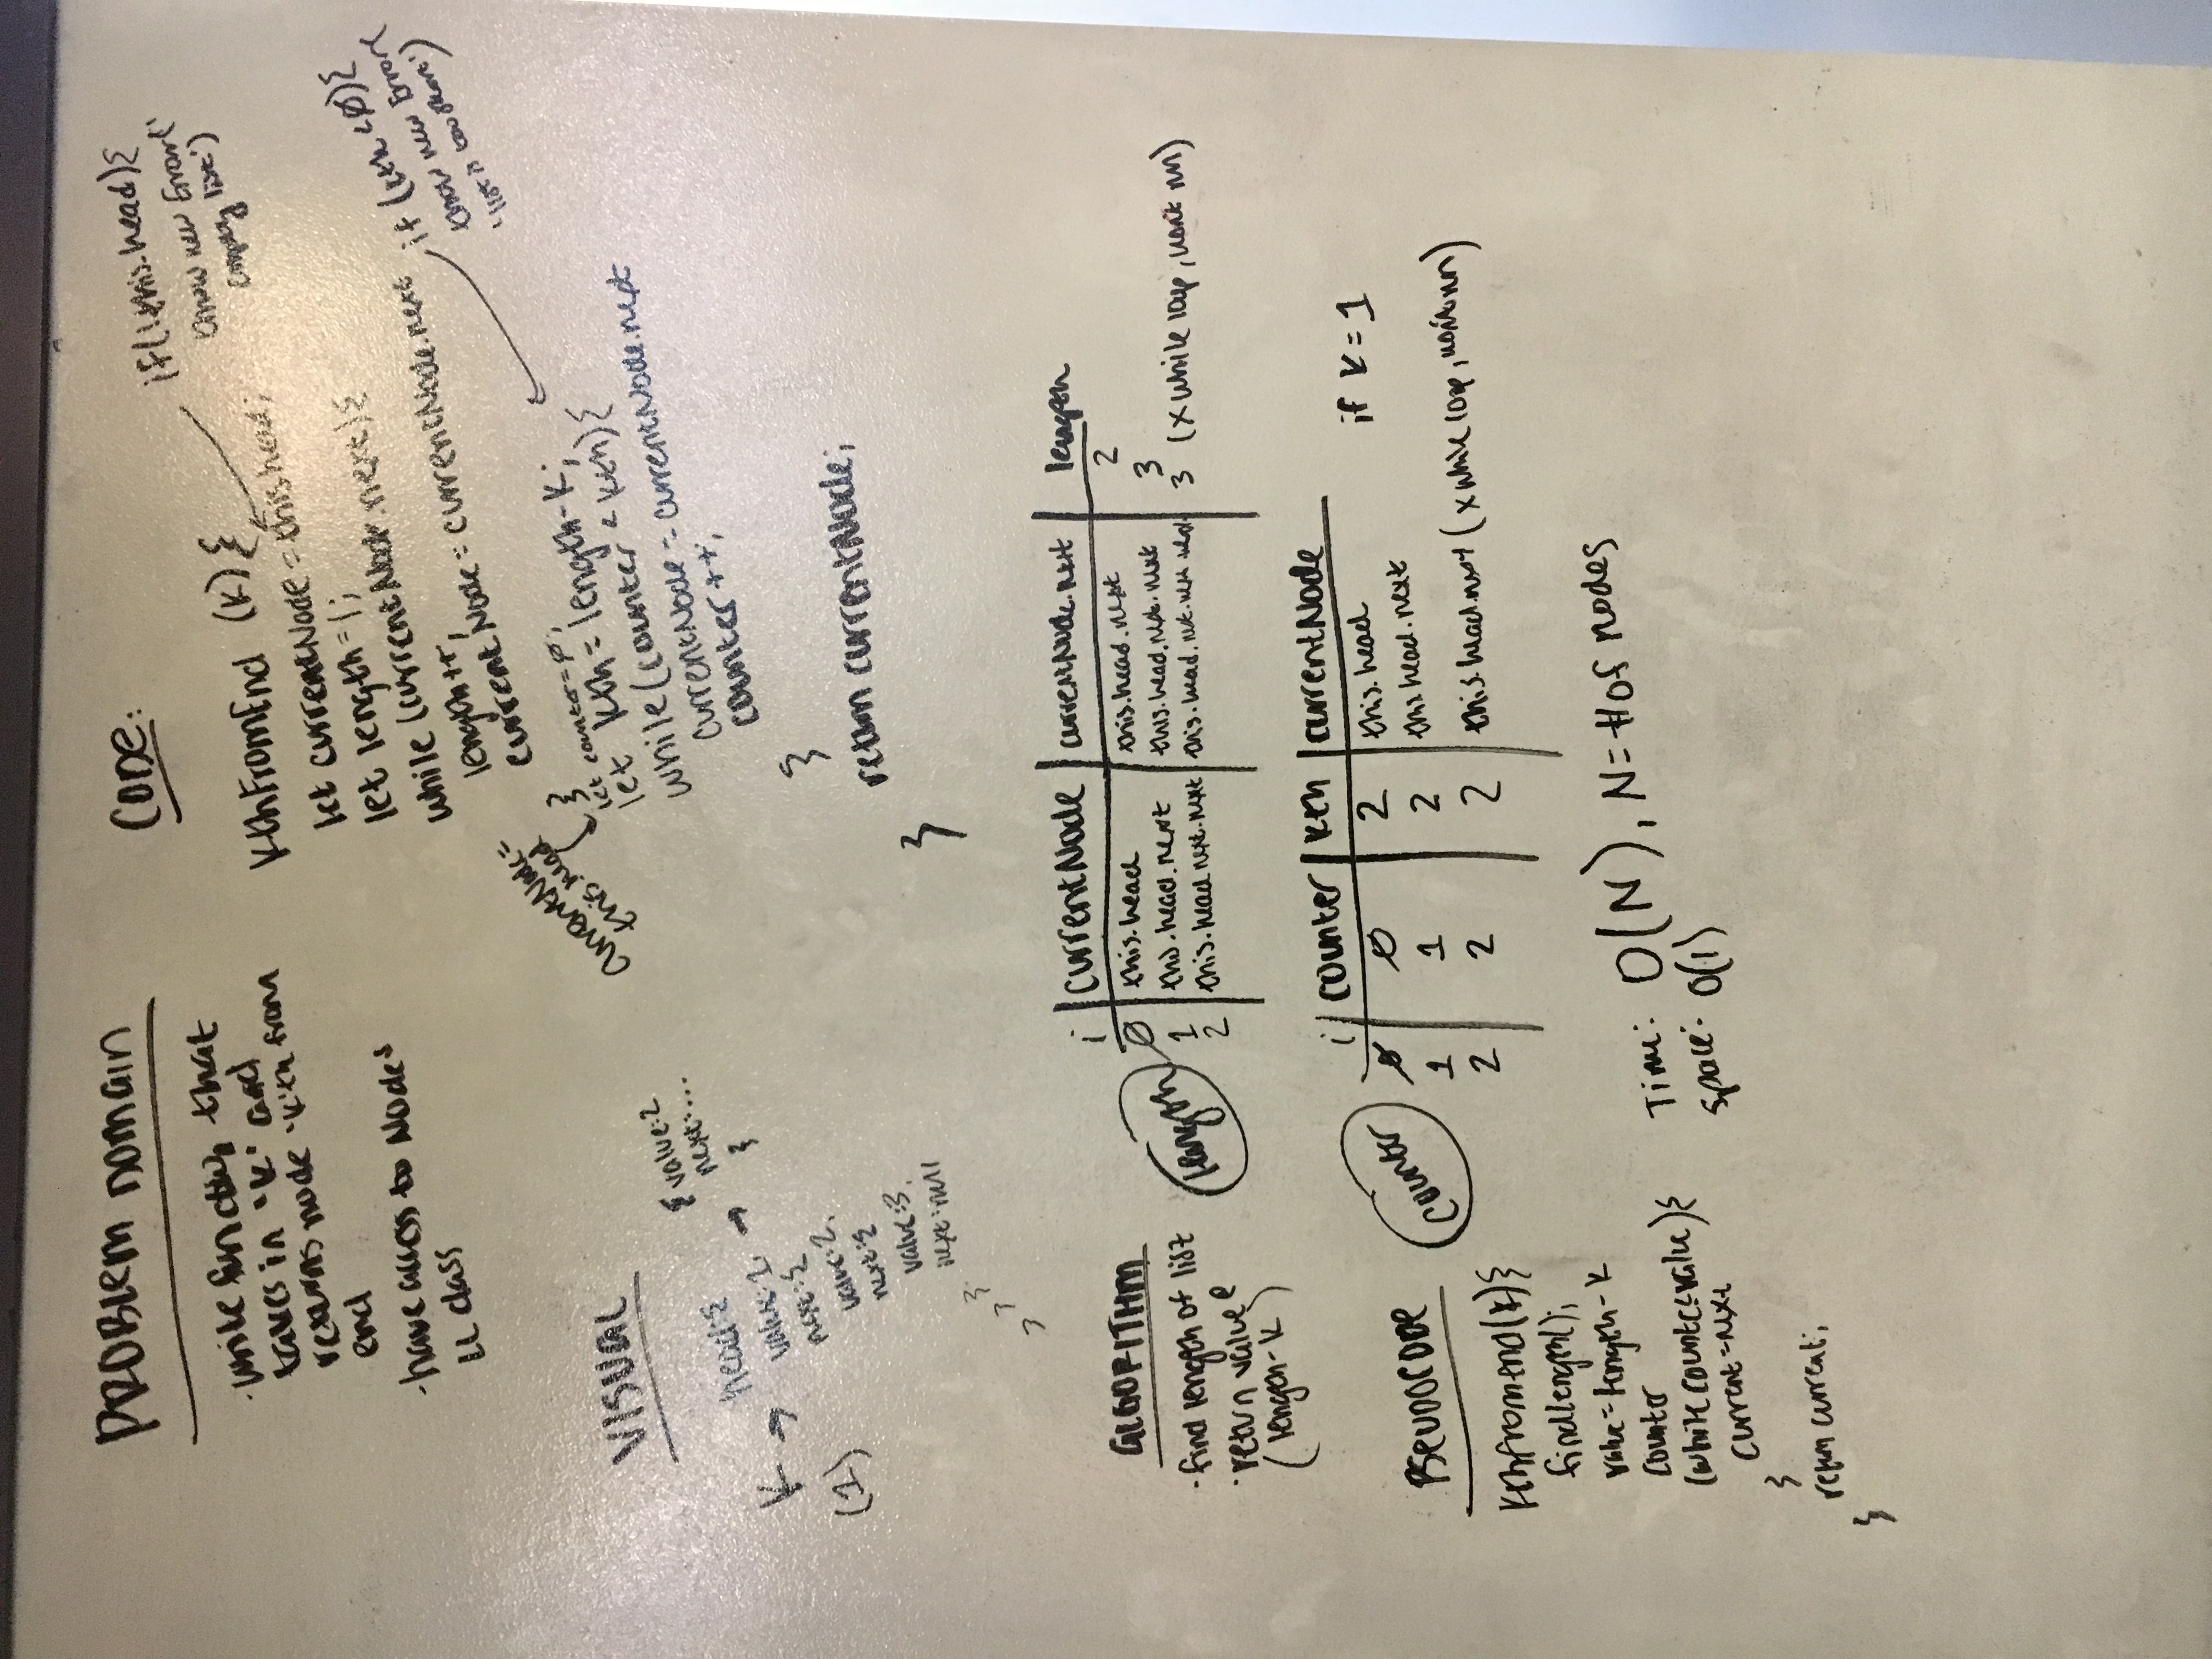 PROBLEM DOMAIN
- write function that
takes in "k" and
returns node 'k'th from
end
- have access to Node &
LL class
VISUAL
K →
(1)
head: {
value: 1,
next: {
value: 2,
next: {
value: 3,
next: null
}
}
}
→
{ value: 2
next: ...
}
ALGORITHM
- find length of list
- return value @
(length - k)
PSEUDOCODE
kthfromend(k){
findlength();
value = length - k
counter
(while counter < value){
current = next
}
return current;
}
CODE:
if(!this.head){
throw new Error('
empty list')
kthFromEnd (k) {
let currentNode = this.head;
let length = 1;
while (currentNode.next) {
length++;
currentNode = currentNode.next
}
currentNode =
this.head
let counter = 0;
let kth = length - k;
if (kth < 0) {
throw new Error(
'list is too short')
while (counter < kth) {
currentNode = currentNode.next
counter ++;
}
return currentNode;
}
length
i | currentNode | currentNode.next | length
0 | this.head | this.head.next | 2
1 | this.head.next | this.head.next.next | 3
2 | this.head.next.next | this.head.next.next.next | 3 (x while loop, won't run)
counter
i | counter | kth | currentNode
if k = 1
0 | 0 | 2 | this.head
1 | 1 | 2 | this.head.next
2 | 2 | 2 | this.head.next (x while loop, won't run)
Time: O(N), N = # of nodes
Space: O(1)